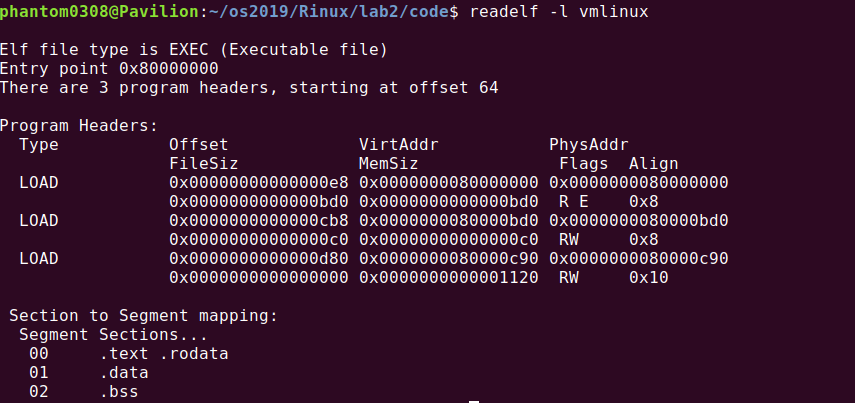 phantom0308@Pavilion:~/os2019/Rinux/lab2/code$ readelf -l vmlinux
Elf file type is EXEC (Executable file)
Entry point 0x80000000
There are 3 program headers, starting at offset 64
Program Headers:
  Type           Offset             VirtAddr           PhysAddr
                 FileSiz            MemSiz              Flags  Align
  LOAD           0x00000000000000e8 0x0000000080000000 0x0000000080000000
                 0x0000000000000bd0 0x0000000000000bd0  R E    0x8
  LOAD           0x0000000000000cb8 0x0000000080000bd0 0x0000000080000bd0
                 0x00000000000000c0 0x00000000000000c0  RW     0x8
  LOAD           0x0000000000000d80 0x0000000080000c90 0x0000000080000c90
                 0x0000000000000000 0x0000000000001120  RW     0x10
 Section to Segment mapping:
  Segment Sections...
   00     .text .rodata
   01     .data
   02     .bss